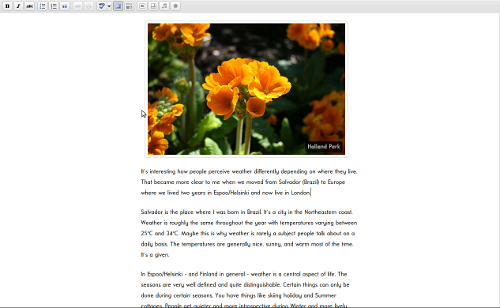 Holland Park
It's interesting how people perceive weather differently depending on where they live.
That became more clear to me when we moved from Salvador (Brazil) to Europe
where we lived two years in Espoo/Helsinki and now live in London.
Salvador is the place where I was born in Brazil. It's a city in the Northeastern coast.
Weather is roughly the same throughout the year with temperatures varying between
25°C and 34°C. Maybe this is why weather is rarely a subject people talk about on a
daily basis. The temperatures are generally nice, sunny, and warm most of the time.
It's a given.
In Espoo/Helsinki - and Finland in general - weather is a central aspect of life. The
seasons are very well defined and quite distinguishable. Certain things can only be
done during certain seasons. You have things like skiing holiday and Summer
cottages. People get quieter and more introspective during Winter and more lively